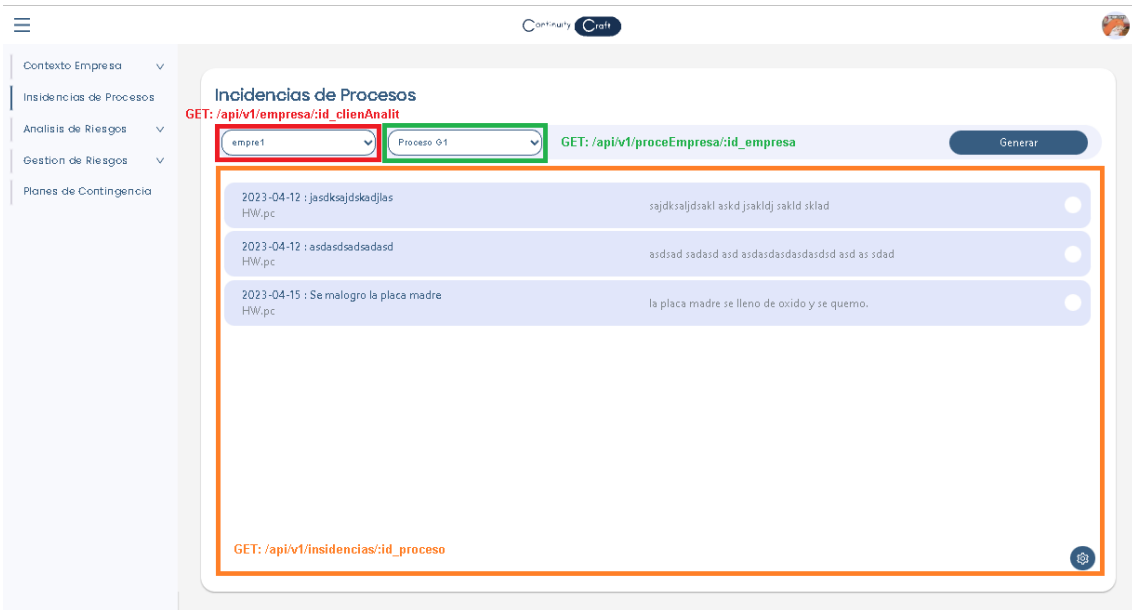 Continuity Craft
Contexto Empresa
Insidencias de Procesos
Analisis de Riesgos
Gestion de Riesgos
Planes de Contingencia
Incidencias de Procesos
GET: /api/v1/empresa/:id_clienAnalit
empre1
Proceso G1
GET: /api/v1/proceEmpresa/:id_empresa
Generar
2023-04-12 : jasdksajdskadjlas
HW.pc
sajdksaljdsakl askd jsakldj sakld sklad
2023-04-12 : asdasdsadsadasd
HW.pc
asdsad sadasd asd asdasdasdasdasdsd asd as sdad
2023-04-15 : Se malogro la placa madre
HW.pc
la placa madre se lleno de oxido y se quemo.
GET: /api/v1/insidencias/:id_proceso